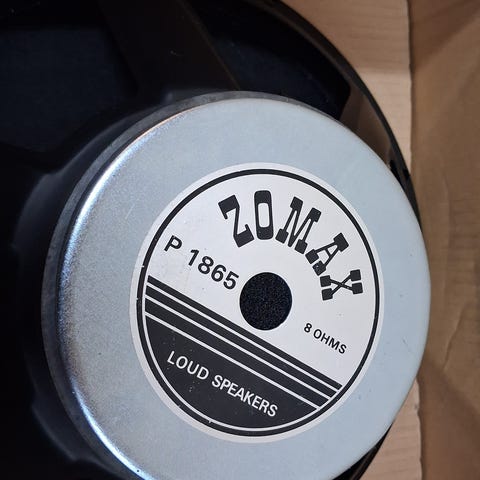 ZOMAX
P 1865
8 OHMS
LOUD SPEAKERS